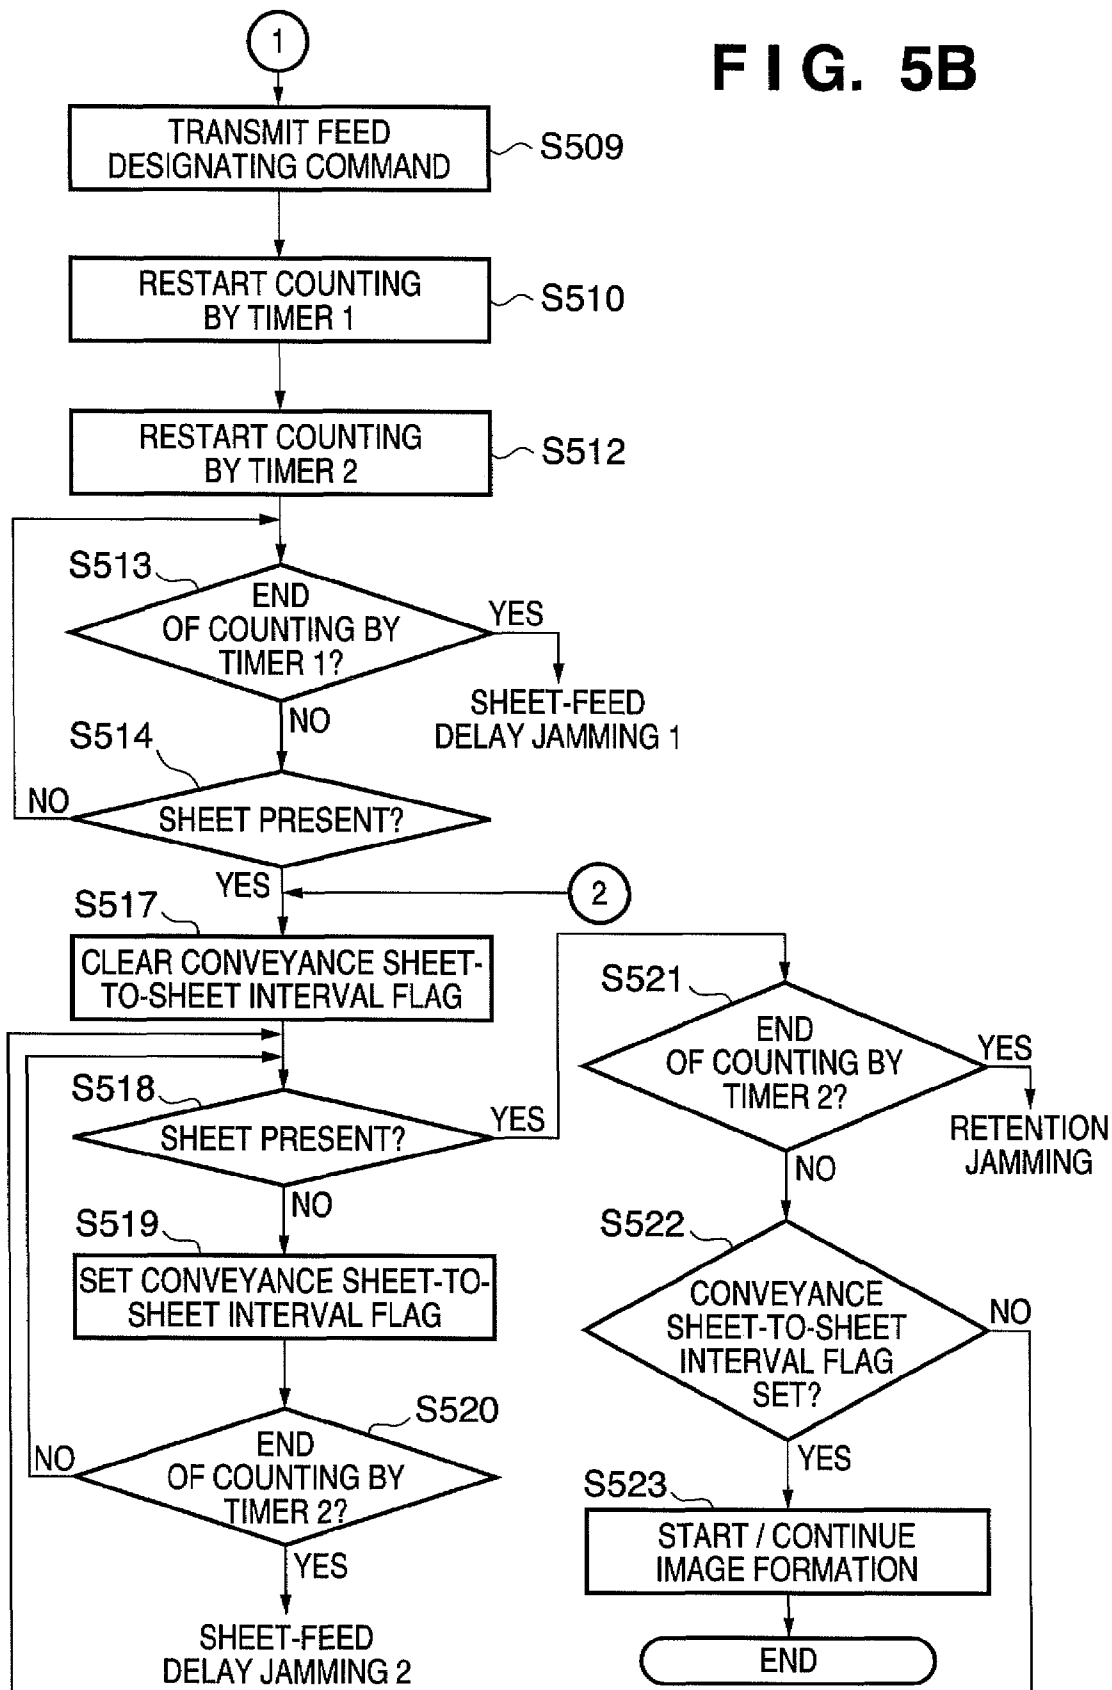 FIG. 5B
1
TRANSMIT FEED
DESIGNATING COMMAND
S509
RESTART COUNTING
BY TIMER 1
S510
RESTART COUNTING
BY TIMER 2
S512
S513
END
OF COUNTING BY
TIMER 1?
YES
SHEET-FEED
DELAY JAMMING 1
NO
S514
SHEET PRESENT?
NO
YES
2
S517
CLEAR CONVEYANCE SHEET-
TO-SHEET INTERVAL FLAG
S518
SHEET PRESENT?
YES
NO
S519
SET CONVEYANCE SHEET-TO-
SHEET INTERVAL FLAG
S520
END
OF COUNTING BY
TIMER 2?
NO
YES
SHEET-FEED
DELAY JAMMING 2
S521
END
OF COUNTING BY
TIMER 2?
YES
RETENTION
JAMMING
NO
S522
CONVEYANCE
SHEET-TO-SHEET
INTERVAL FLAG
SET?
NO
YES
S523
START / CONTINUE
IMAGE FORMATION
END